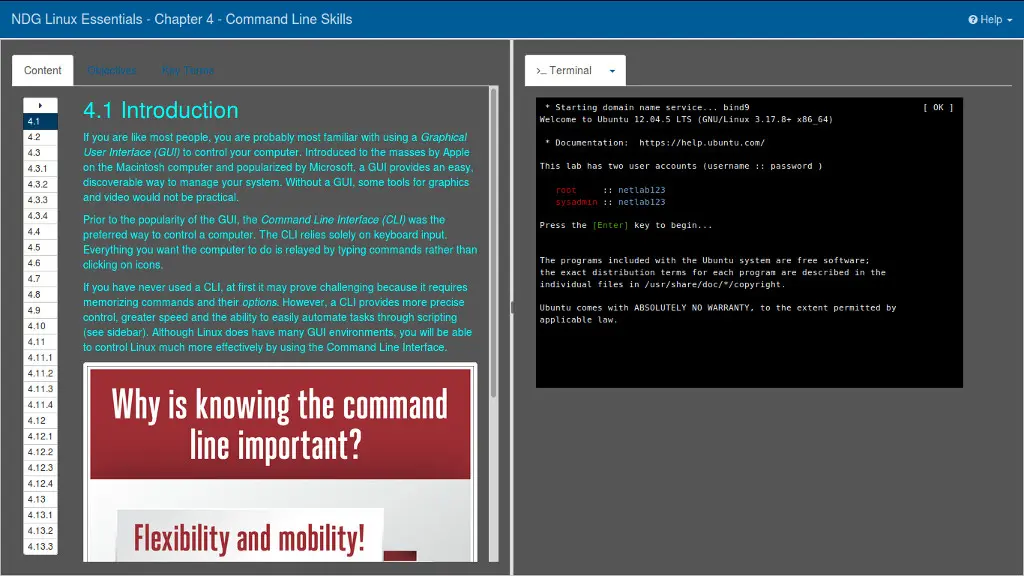 NDG Linux Essentials - Chapter 4 - Command Line Skills
Help
Content
Objectives
Key Terms
4.1
4.2
4.3
4.3.1
4.3.2
4.3.3
4.3.4
4.4
4.5
4.6
4.7
4.8
4.9
4.10
4.11
4.11.1
4.11.2
4.11.3
4.11.4
4.12
4.12.1
4.12.2
4.12.3
4.12.4
4.13
4.13.1
4.13.2
4.13.3
4.1 Introduction
If you are like most people, you are probably most familiar with using a Graphical
User Interface (GUI) to control your computer. Introduced to the masses by Apple
on the Macintosh computer and popularized by Microsoft, a GUI provides an easy,
discoverable way to manage your system. Without a GUI, some tools for graphics
and video would not be practical.
Prior to the popularity of the GUI, the Command Line Interface (CLI) was the
preferred way to control a computer. The CLI relies solely on keyboard input.
Everything you want the computer to do is relayed by typing commands rather than
clicking on icons.
If you have never used a CLI, at first it may prove challenging because it requires
memorizing commands and their options. However, a CLI provides more precise
control, greater speed and the ability to easily automate tasks through scripting
(see sidebar). Although Linux does have many GUI environments, you will be able
to control Linux much more effectively by using the Command Line Interface.
Why is knowing the command
line important?
Flexibility and mobility!
>_ Terminal
* Starting domain name service... bind9 [ OK ]
Welcome to Ubuntu 12.04.5 LTS (GNU/Linux 3.17.8+ x86_64)
* Documentation: https://help.ubuntu.com/
This lab has two user accounts (username :: password )
root :: netlab123
sysadmin :: netlab123
Press the [Enter] key to begin...
The programs included with the Ubuntu system are free software;
the exact distribution terms for each program are described in the
individual files in /usr/share/doc/*/copyright.
Ubuntu comes with ABSOLUTELY NO WARRANTY, to the extent permitted by
applicable law.